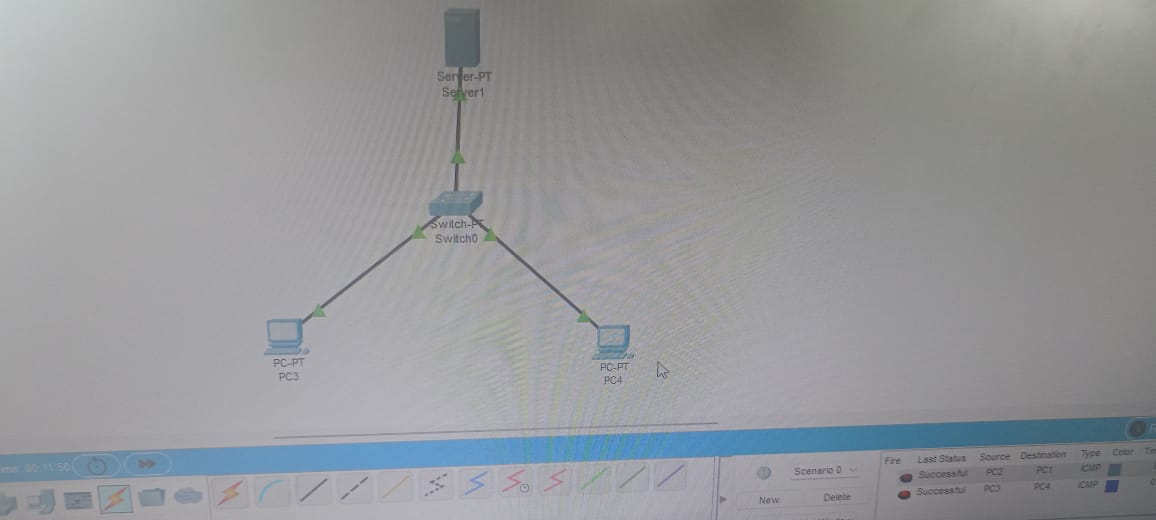 Server-PT
Server1
Switch-PT
Switch0
PC-PT
PC3
PC-PT
PC4
00:11:50
Scenario 0
New
Delete
Fire Last Status Source Destination Type Color
Successful PC2 PC1 ICMP
Successful PC3 PC4 ICMP